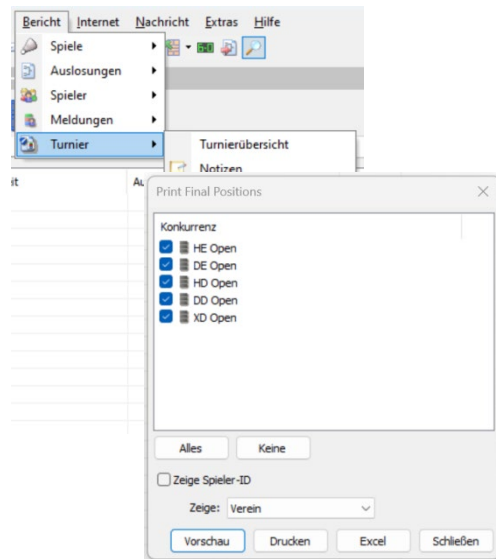 Bericht Internet Nachricht Extras Hilfe
Spiele
Auslosungen
Spieler
Meldungen
Turnier
Turnierübersicht
Notizen
Print Final Positions
Konkurrenz
HE Open
DE Open
HD Open
DD Open
XD Open
Alles Keine
Zeige Spieler-ID
Zeige: Verein
Vorschau Drucken Excel Schließen